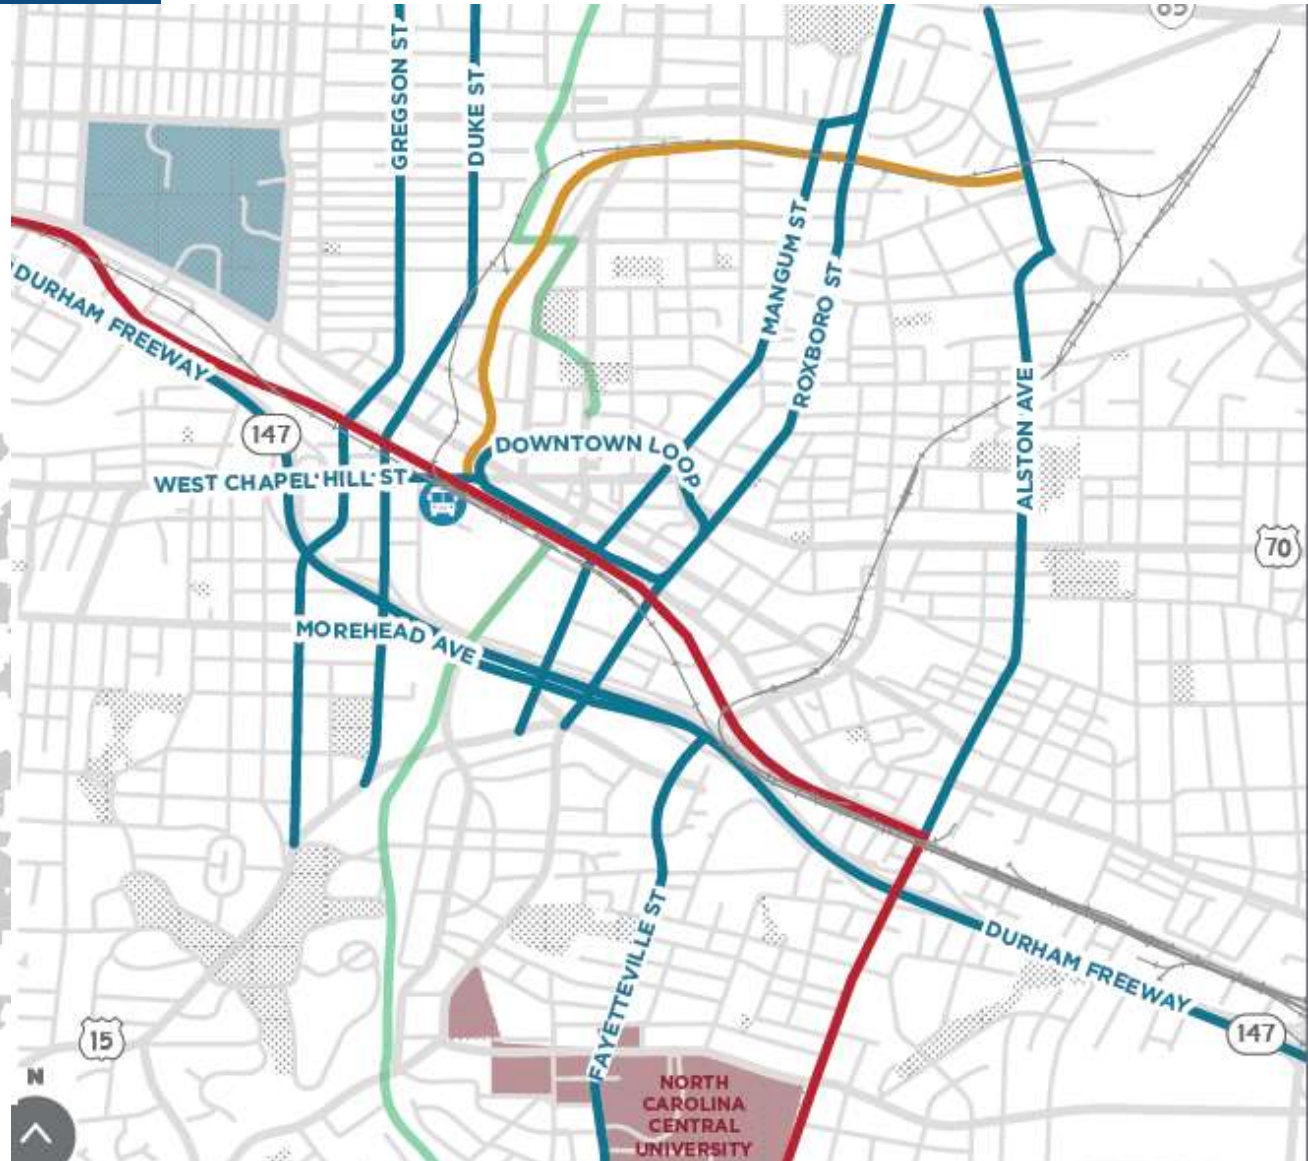 85
GREGSON ST
DUKE ST
MANGUM ST
ROXBORO ST
DURHAM FREEWAY
147
DOWNTOWN LOOP
WEST CHAPEL HILL ST
ALSTON AVE
70
MOREHEAD AVE
FAYETTEVILLE ST
DURHAM FREEWAY
147
15
N
NORTH
CAROLINA
CENTRAL
UNIVERSITY